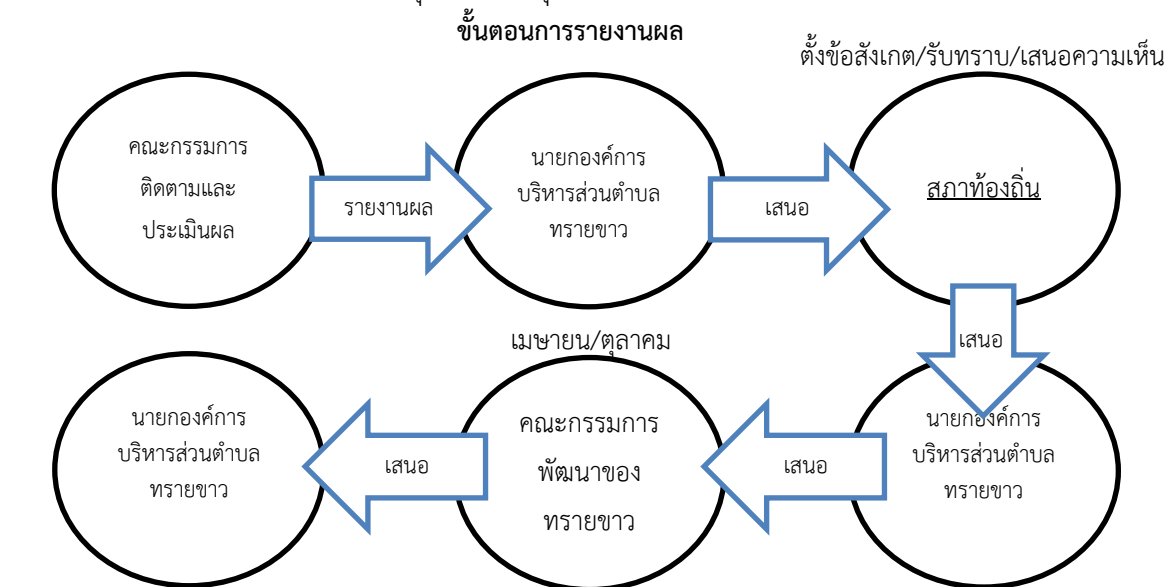 ขั้นตอนการรายงานผล
ตั้งข้อสังเกต/รับทราบ/เสนอความเห็น
คณะกรรมการ
ติดตามและ
ประเมินผล
รายงานผล
นายกองค์การ
บริหารส่วนตำบล
ทรายขาว
เสนอ
สภาท้องถิ่น
เสนอ
นายกองค์การ
บริหารส่วนตำบล
ทรายขาว
เสนอ
เมษายน/ตุลาคม
คณะกรรมการ
พัฒนาของ
ทรายขาว
เสนอ
นายกองค์การ
บริหารส่วนตำบล
ทรายขาว